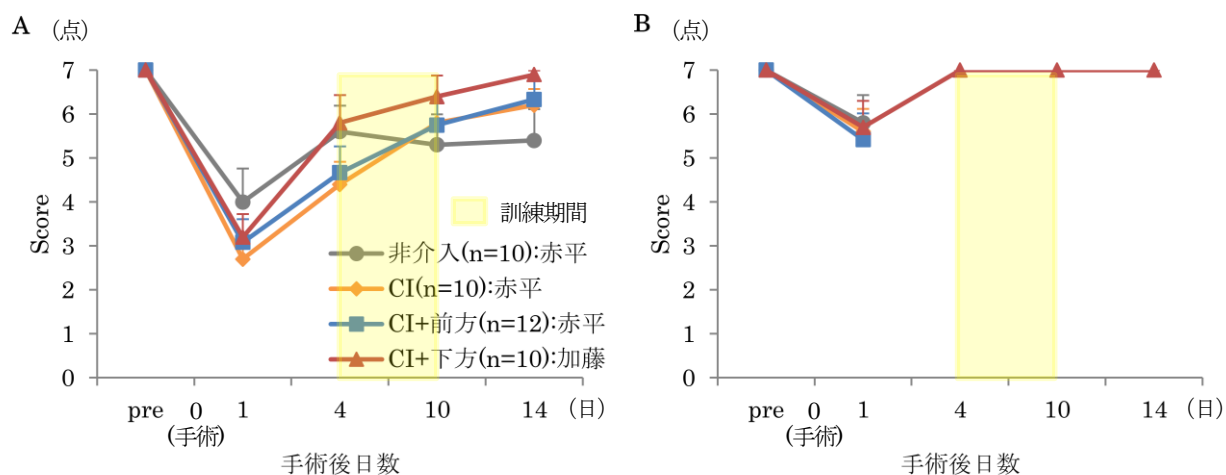 A (点)
7
6
5
4
3
2
1
0
Score
訓練期間
非介入(n=10):赤平
CI(n=10):赤平
CI+前方(n=12):赤平
CI+下方(n=10):加藤
pre 0 1 4 10 14 (日)
(手術)
手術後日数
B (点)
7
6
5
4
3
2
1
0
Score
pre 0 1 4 10 14 (日)
(手術)
手術後日数